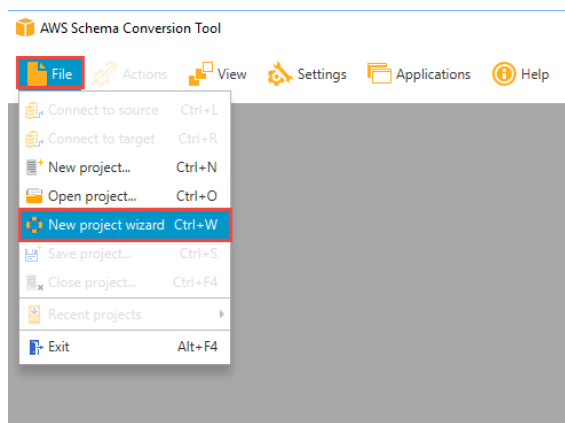 AWS Schema Conversion Tool
File Actions View Settings Applications Help
Connect to source Ctrl+L
Connect to target Ctrl+R
New project... Ctrl+N
Open project... Ctrl+O
New project wizard Ctrl+W
Save project... Ctrl+S
Close project... Ctrl+F4
Recent projects
Exit Alt+F4